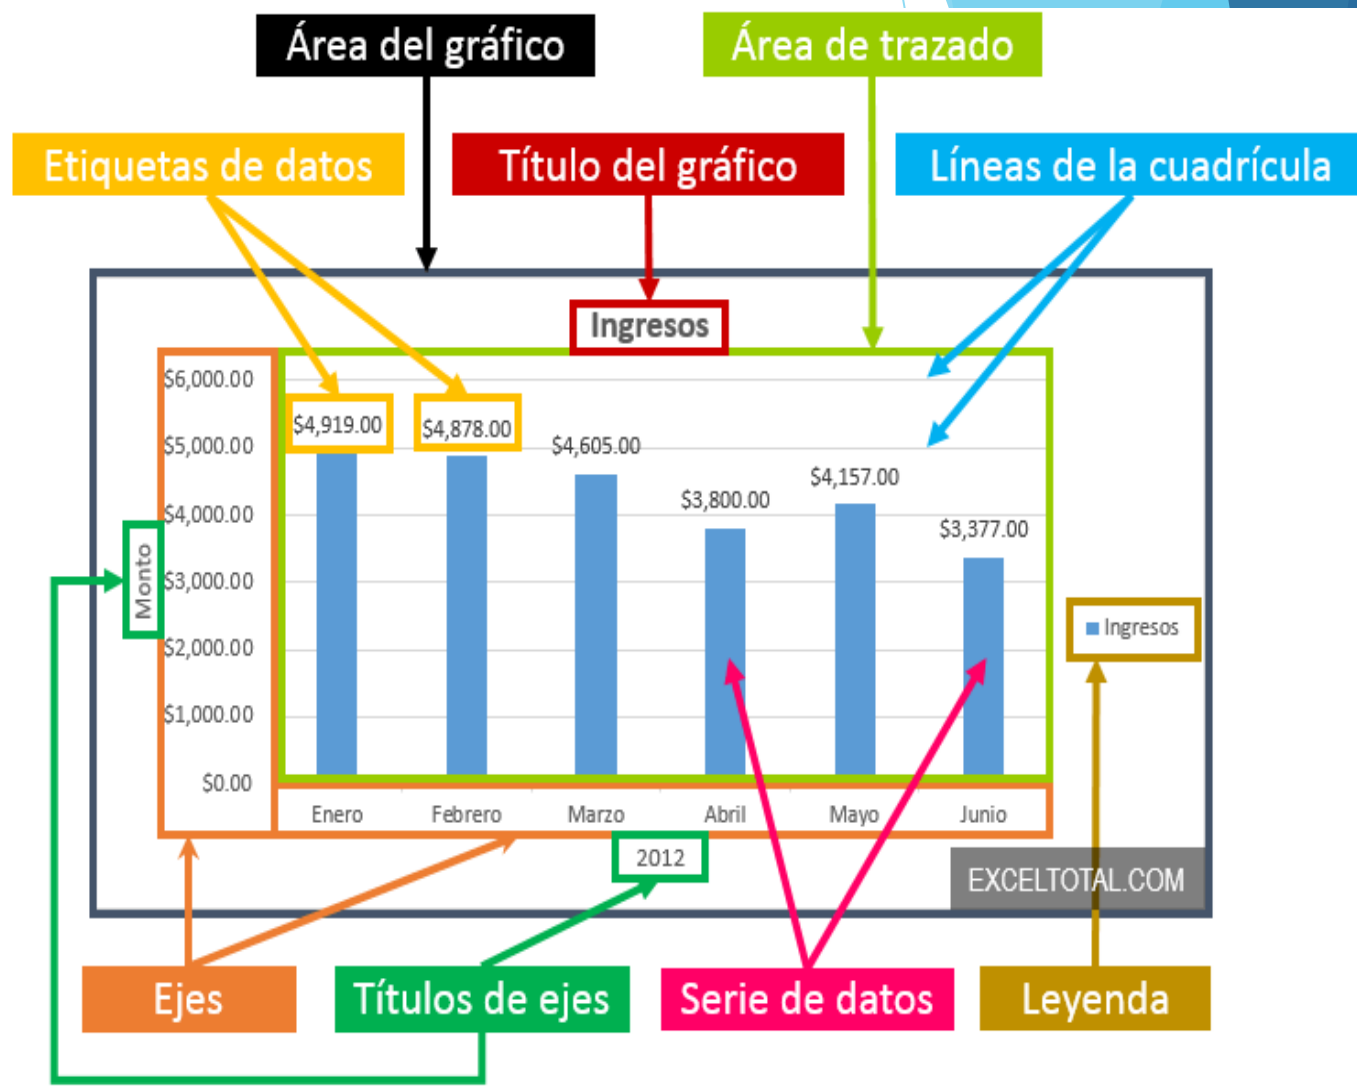 Área del gráfico
Área de trazado
Etiquetas de datos
Título del gráfico
Líneas de la cuadrícula
Ingresos
$6,000.00
$5,000.00
$4,000.00
$3,000.00
$2,000.00
$1,000.00
$0.00
Monto
$4,919.00
$4,878.00
$4,605.00
$3,800.00
$4,157.00
$3,377.00
Ingresos
Enero
Febrero
Marzo
Abril
Mayo
Junio
2012
EXCELTOTAL.COM
Ejes
Títulos de ejes
Serie de datos
Leyenda